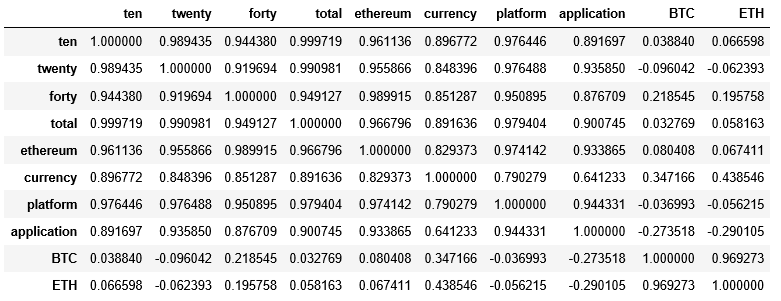 ten twenty forty total ethereum currency platform application BTC ETH
ten 1.000000 0.989435 0.944380 0.999719 0.961136 0.896772 0.976446 0.891697 0.038840 0.066598
twenty 0.989435 1.000000 0.919694 0.990981 0.955866 0.848396 0.976488 0.935850 -0.096042 -0.062393
forty 0.944380 0.919694 1.000000 0.949127 0.989915 0.851287 0.950895 0.876709 0.218545 0.195758
total 0.999719 0.990981 0.949127 1.000000 0.966796 0.891636 0.979404 0.900745 0.032769 0.058163
ethereum 0.961136 0.955866 0.989915 0.966796 1.000000 0.829373 0.974142 0.933865 0.080408 0.067411
currency 0.896772 0.848396 0.851287 0.891636 0.829373 1.000000 0.790279 0.641233 0.347166 0.438546
platform 0.976446 0.976488 0.950895 0.979404 0.974142 0.790279 1.000000 0.944331 -0.036993 -0.056215
application 0.891697 0.935850 0.876709 0.900745 0.933865 0.641233 0.944331 1.000000 -0.273518 -0.290105
BTC 0.038840 -0.096042 0.218545 0.032769 0.080408 0.347166 -0.036993 -0.273518 1.000000 0.969273
ETH 0.066598 -0.062393 0.195758 0.058163 0.067411 0.438546 -0.056215 -0.290105 0.969273 1.000000